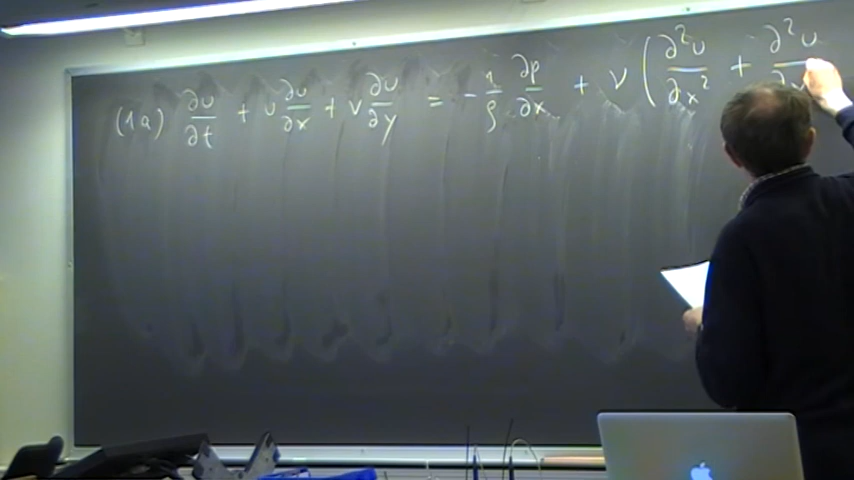 (1a) ∂u/∂t + u ∂u/∂x + v ∂u/∂y = - 1/ρ ∂p/∂x + ν (∂²u/∂x² + ∂²u/∂